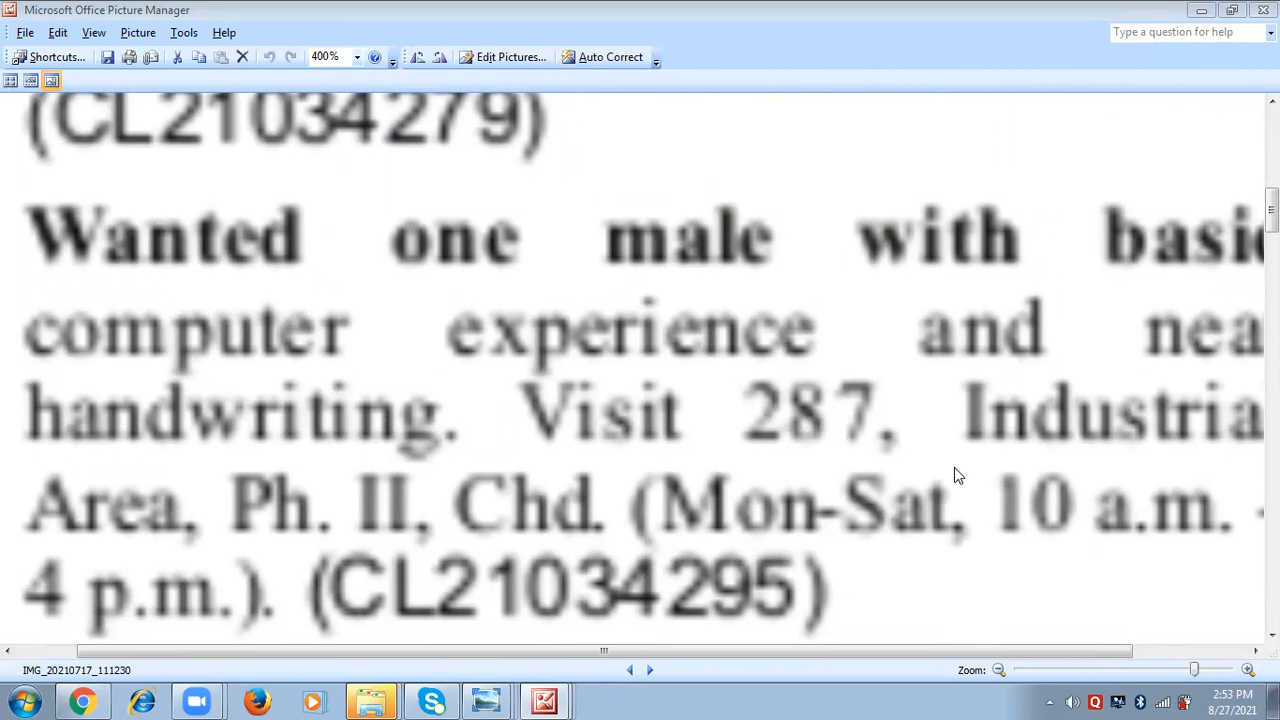 Microsoft Office Picture Manager
File Edit View Picture Tools Help
Type a question for help
Shortcuts... 400% Edit Pictures... Auto Correct
(CL21034279)
Wanted one male with basic
computer experience and nea
handwriting. Visit 287, Industria
Area, Ph. II, Chd. (Mon-Sat, 10 a.m. -
4 p.m.). (CL21034295)
IMG_20210717_111230
Zoom:
2:53 PM
8/27/2021